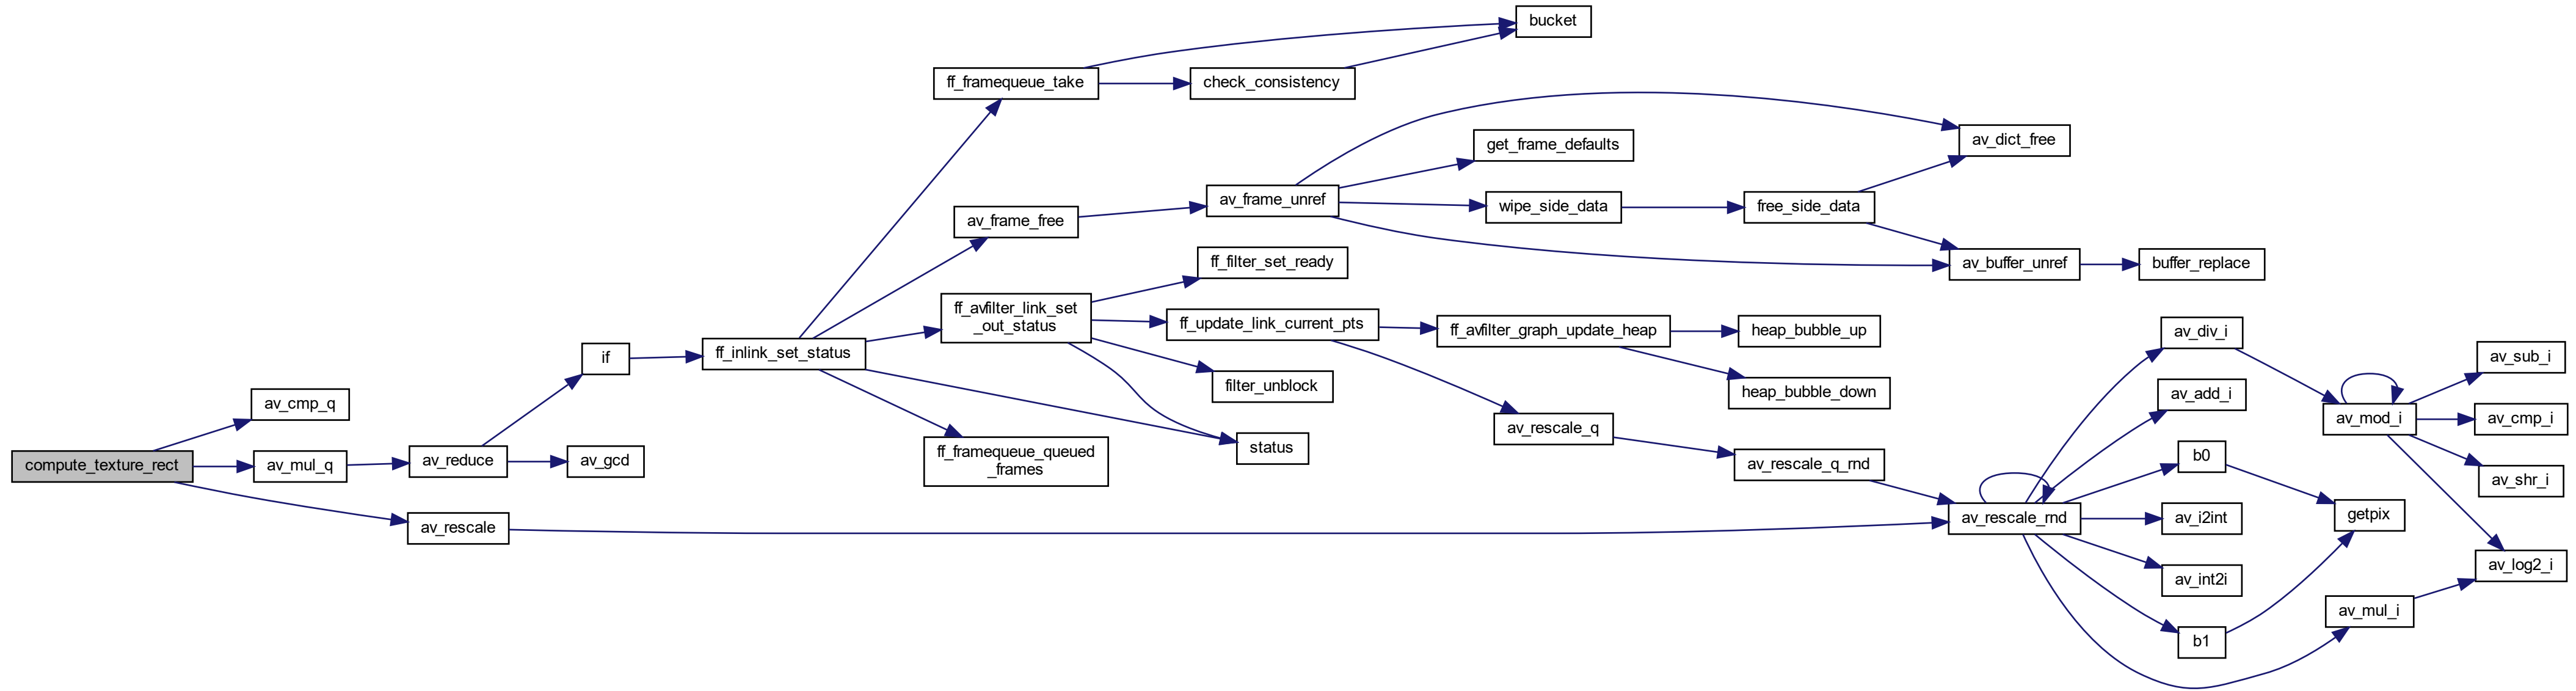 compute_texture_rect
av_cmp_q
av_mul_q
av_reduce
av_rescale
if
av_gcd
ff_inlink_set_status
ff_framequeue_take
av_frame_free
ff_avfilter_link_set
_out_status
ff_framequeue_queued
_frames
bucket
check_consistency
av_frame_unref
get_frame_defaults
wipe_side_data
free_side_data
av_dict_free
av_buffer_unref
buffer_replace
ff_filter_set_ready
ff_update_link_current_pts
filter_unblock
status
ff_avfilter_graph_update_heap
heap_bubble_up
heap_bubble_down
av_rescale_q
av_rescale_q_rnd
av_rescale_rnd
av_div_i
av_add_i
b0
av_i2int
av_int2i
b1
av_mod_i
getpix
av_mul_i
av_sub_i
av_cmp_i
av_shr_i
av_log2_i